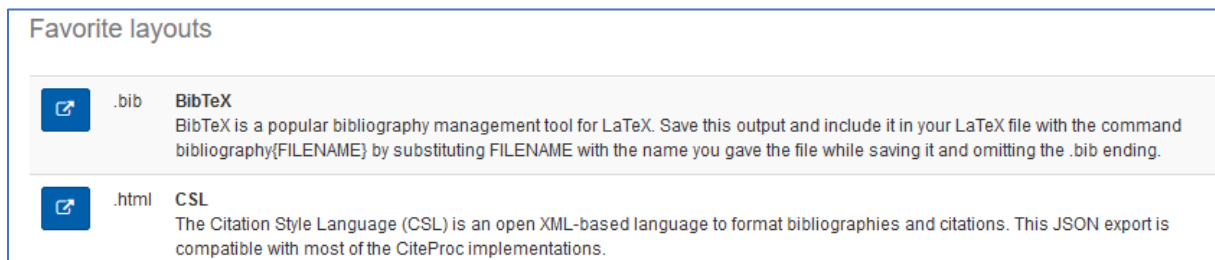 Favorite layouts
.bib BibTeX
BibTeX is a popular bibliography management tool for LaTeX. Save this output and include it in your LaTeX file with the command
bibliography{FILENAME} by substituting FILENAME with the name you gave the file while saving it and omitting the .bib ending.
.html CSL
The Citation Style Language (CSL) is an open XML-based language to format bibliographies and citations. This JSON export is
compatible with most of the CiteProc implementations.